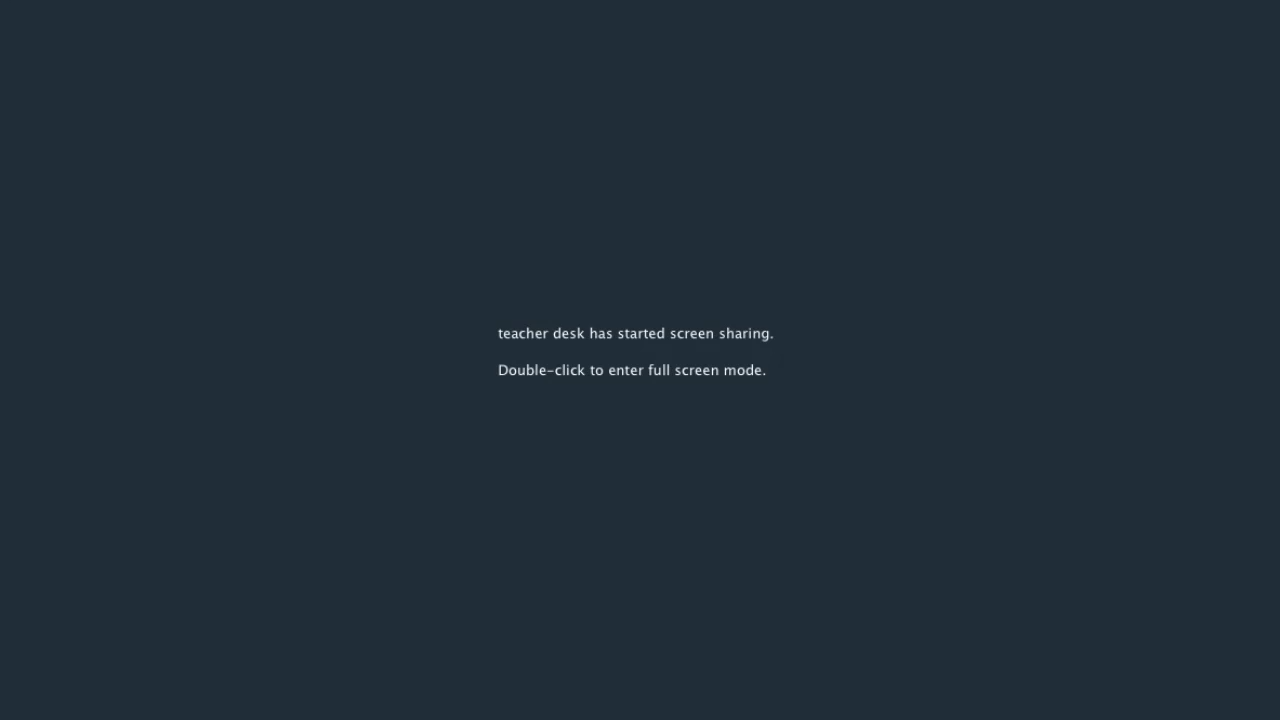 teacher desk has started screen sharing.
Double-click to enter full screen mode.